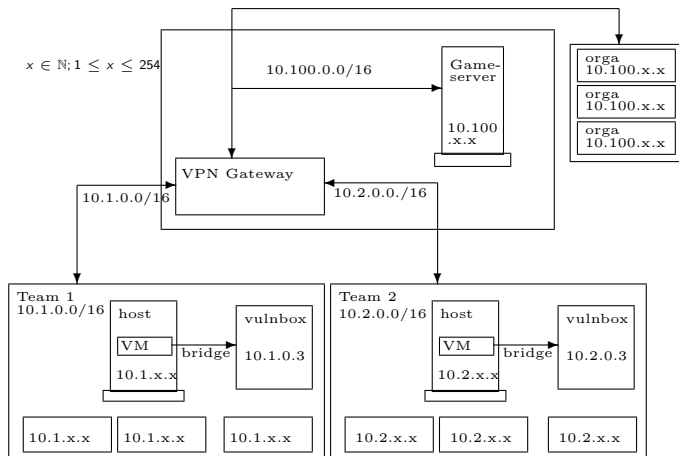 x ∈ ℕ; 1 ≤ x ≤ 254
10.100.0.0/16
Game-
server
10.100
.x.x
orga
10.100.x.x
orga
10.100.x.x
orga
10.100.x.x
VPN Gateway
10.1.0.0/16
10.2.0.0./16
Team 1
10.1.0.0/16
host
VM
bridge
10.1.x.x
vulnbox
10.1.0.3
10.1.x.x
10.1.x.x
10.1.x.x
Team 2
10.2.0.0/16
host
VM
bridge
10.2.x.x
vulnbox
10.2.0.3
10.2.x.x
10.2.x.x
10.2.x.x